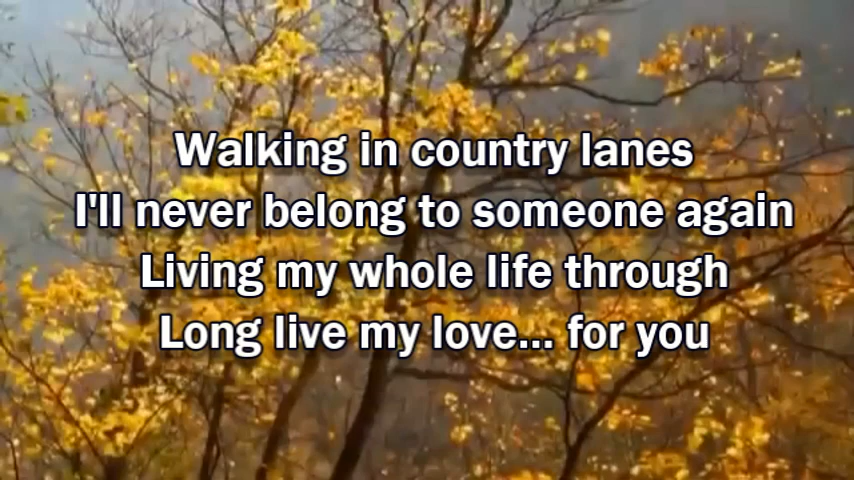 Walking in country lanes
I'll never belong to someone again
Living my whole life through
Long live my love... for you